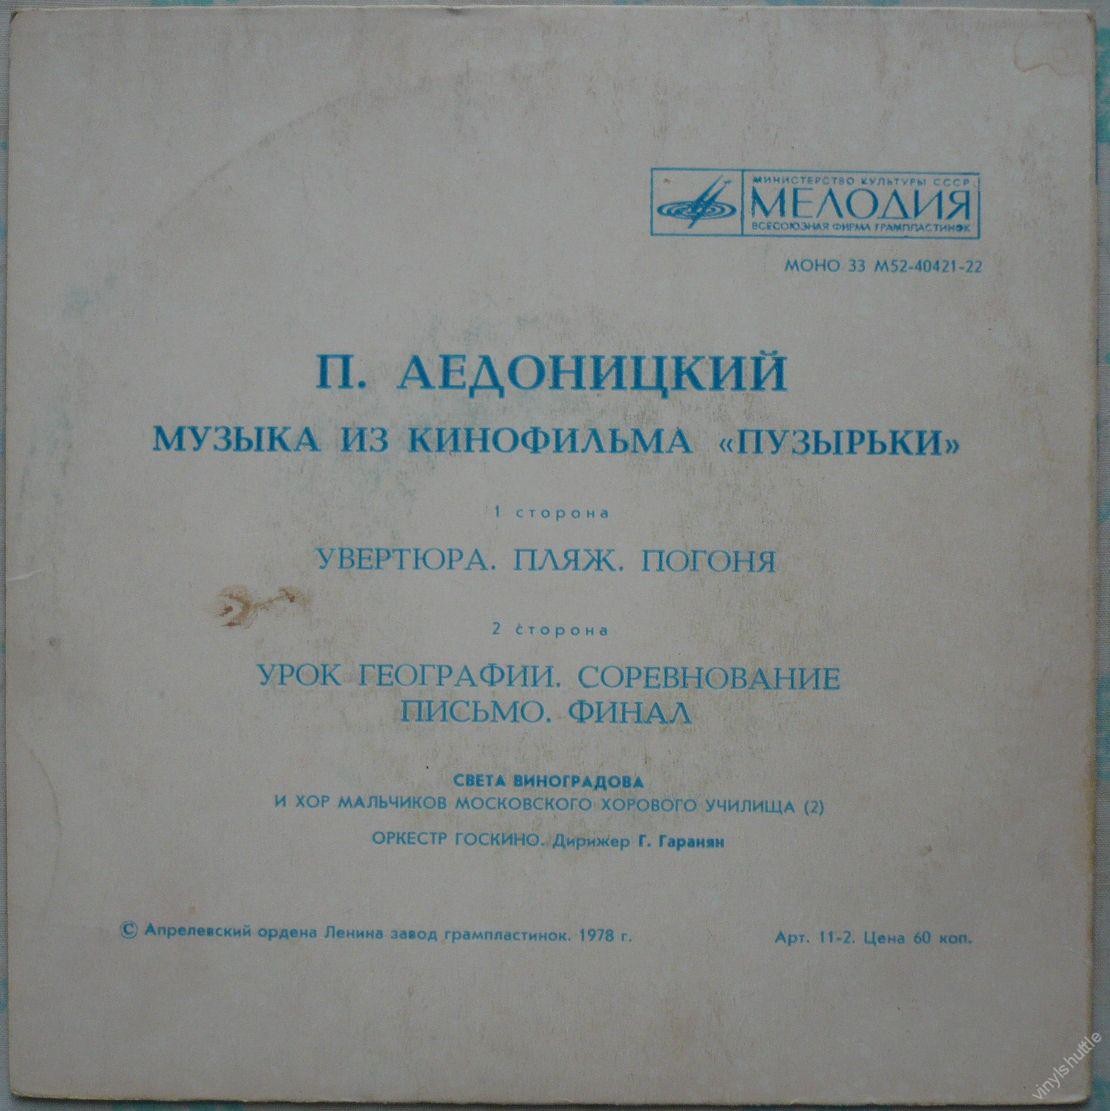 МИНИСТЕРСТВО КУЛЬТУРЫ СССР
МЕЛОДИЯ
ВСЕСОЮЗНАЯ ФИРМА ГРАМПЛАСТИНОК
МОНО 33 М52-40421-22
П. АЕДОНИЦКИЙ
МУЗЫКА ИЗ КИНОФИЛЬМА «ПУЗЫРЬКИ»
1 сторона
УВЕРТЮРА. ПЛЯЖ. ПОГОНЯ
2 сторона
УРОК ГЕОГРАФИИ. СОРЕВНОВАНИЕ
ПИСЬМО. ФИНАЛ
СВЕТА ВИНОГРАДОВА
И ХОР МАЛЬЧИКОВ МОСКОВСКОГО ХОРОВОГО УЧИЛИЩА (2)
ОРКЕСТР ГОСКИНО. Дирижер Г. Гаранян
© Апрелевский ордена Ленина завод грампластинок. 1978 г.
Арт. 11-2. Цена 60 коп.
vinylshuttle